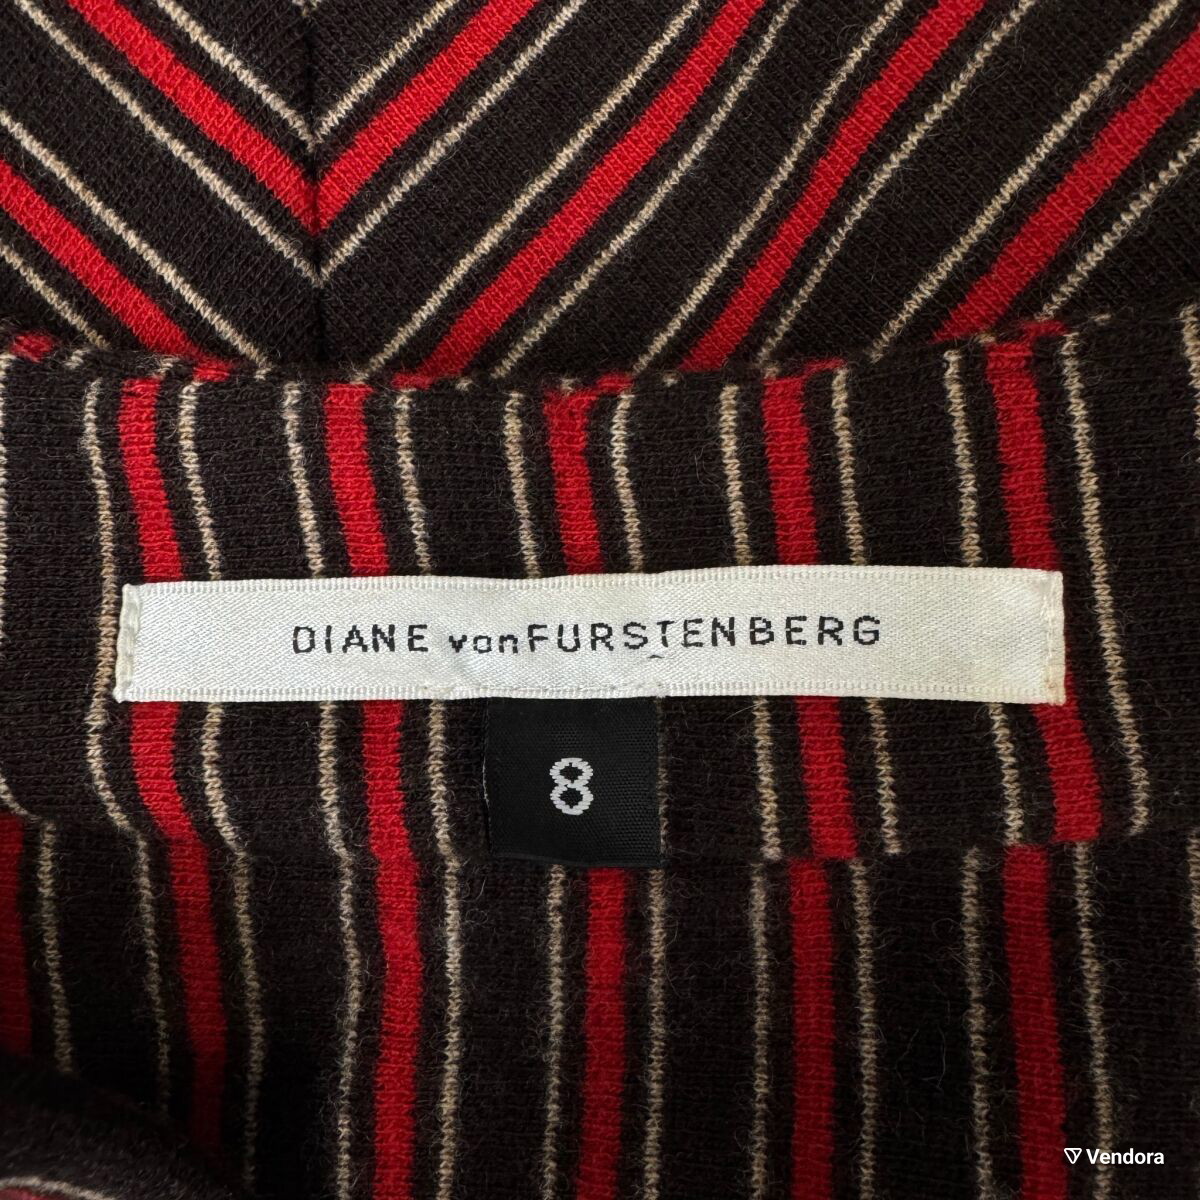 DIANE vonFURSTENBERG
8
Vendora